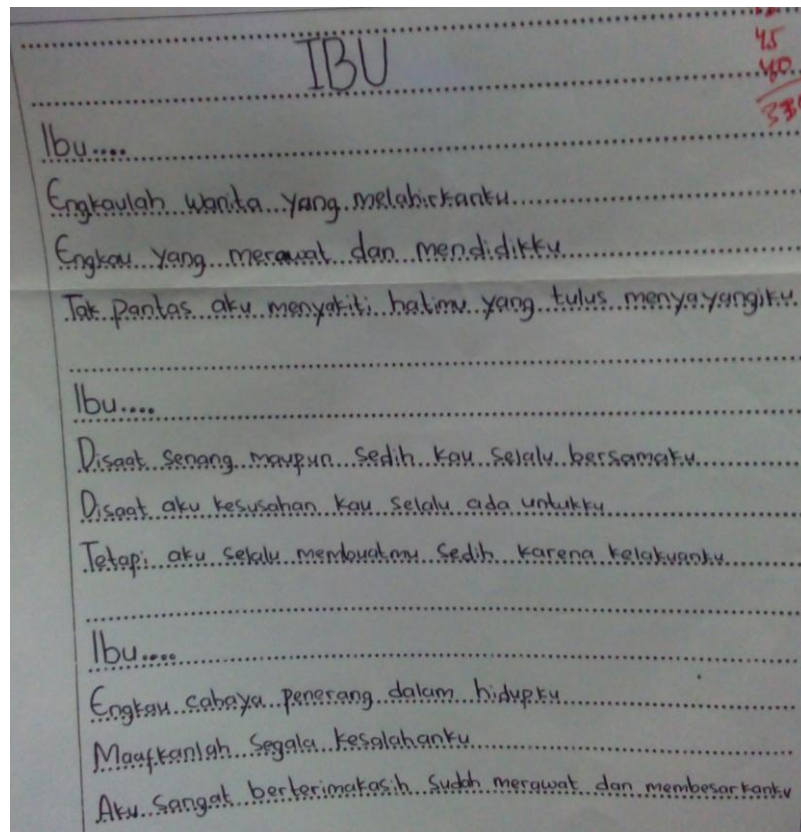 IBU
45
40
Ibu....
Engkaulah wanita yang melahirkanku
Engkau yang merawat dan mendidikku
Tak pantas aku menyakiti hatimu yang tulus menyayangiku.
Ibu....
Disaat senang maupun sedih kau selalu bersamaku
Disaat aku kesusahan kau selalu ada untukku
Tetapi aku selalu membuatmu sedih karena kelakuanku
Ibu....
Engkau cahaya penerang dalam hidupku
Maafkanlah segala kesalahanku
Aku sangat berterimakasih sudah merawat dan membesarkanku